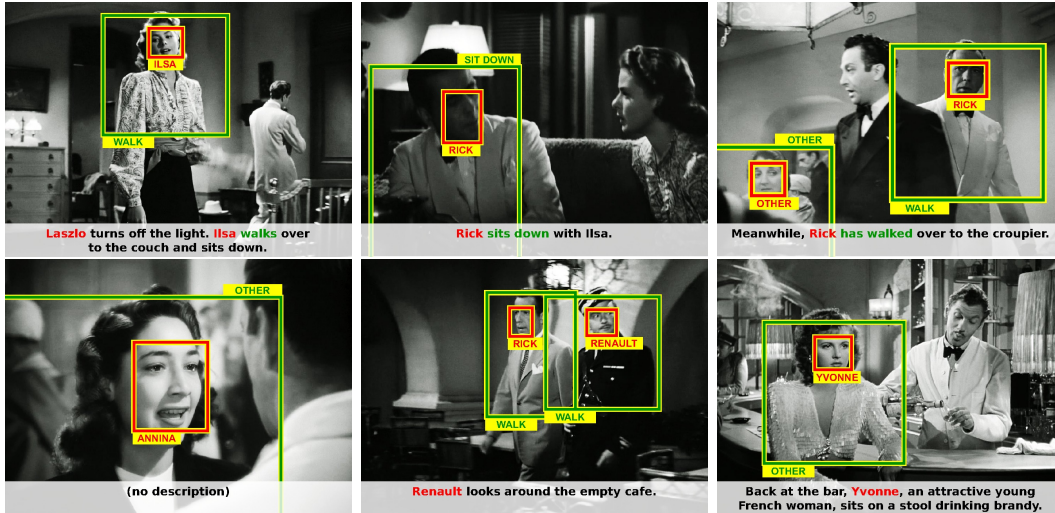 ILSA
WALK
Laszlo turns off the light. Ilsa walks over
to the couch and sits down.
SIT DOWN
RICK
Rick sits down with Ilsa.
RICK
OTHER
OTHER
WALK
Meanwhile, Rick has walked over to the croupier.
OTHER
ANNINA
(no description)
RICK
RENAULT
WALK
WALK
Renault looks around the empty cafe.
YVONNE
OTHER
Back at the bar, Yvonne, an attractive young
French woman, sits on a stool drinking brandy.